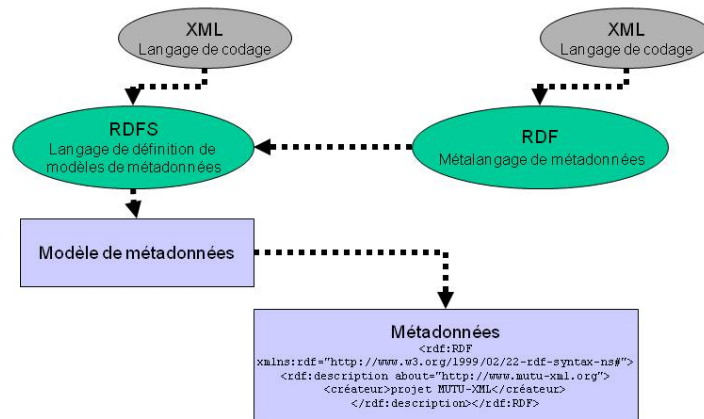 XML
Langage de codage
XML
Langage de codage
RDFS
Langage de définition de
modèles de métadonnées
RDF
Métalangage de métadonnées
Modèle de métadonnées
Métadonnées
<rdf:RDF
xmlns:rdf="http://www.w3.org/1999/02/22-rdf-syntax-ns#">
<rdf:description about="http://www.mutu-xml.org">
<créateur>projet MUTU-XML</créateur>
</rdf:description></rdf:RDF>